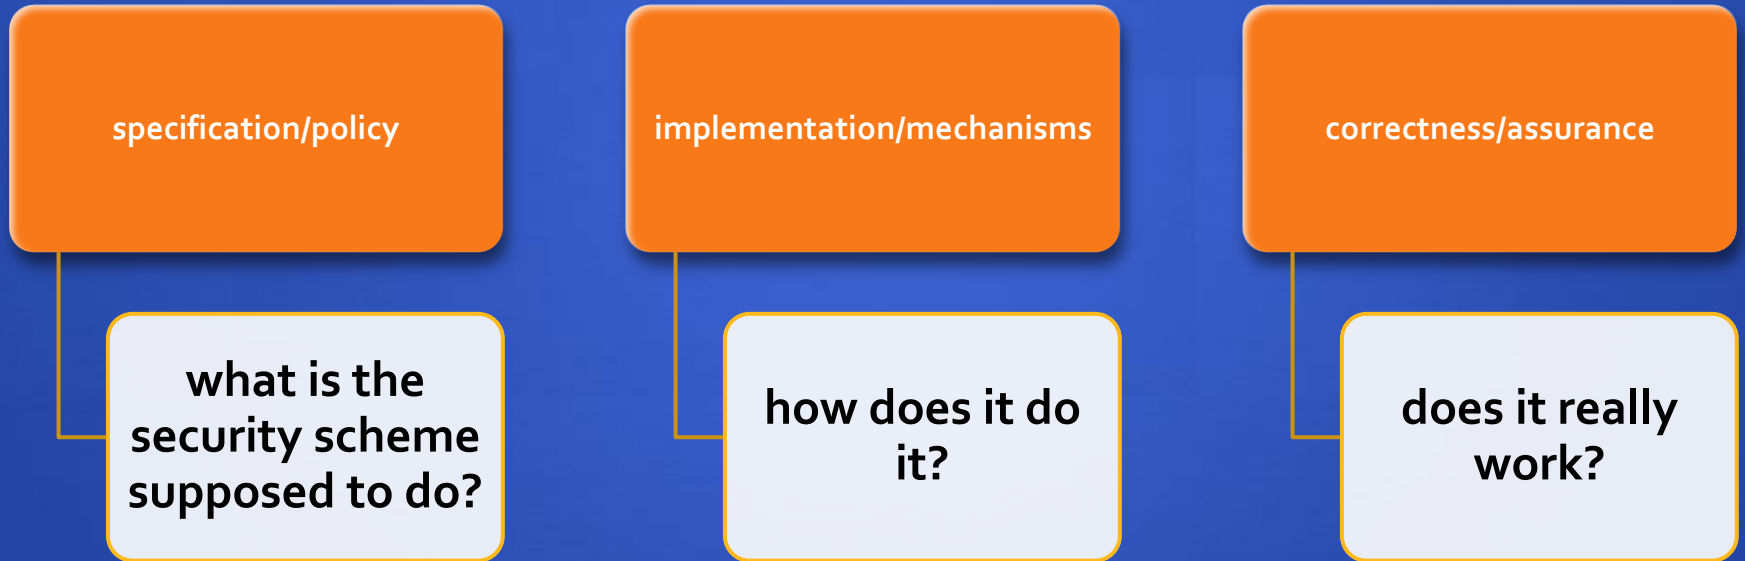 specification/policy
what is the
security scheme
supposed to do?
implementation/mechanisms
how does it do
it?
correctness/assurance
does it really
work?